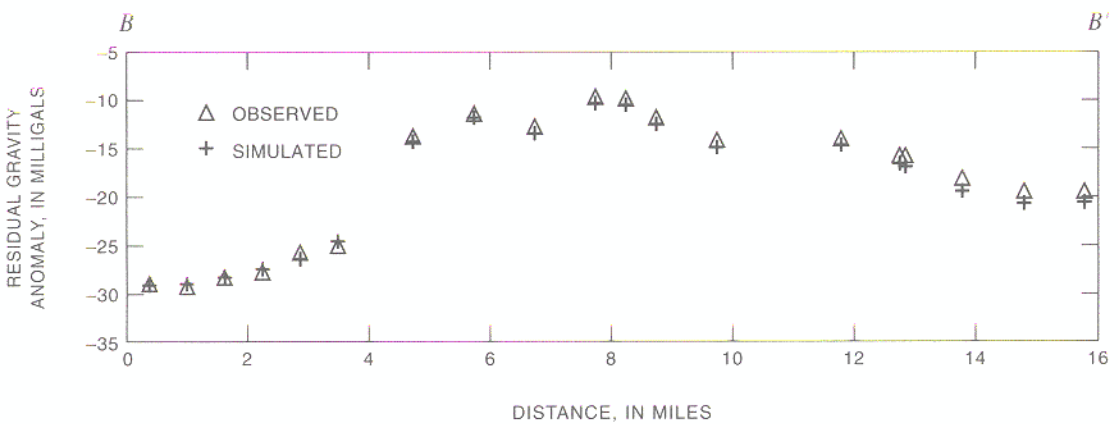 B
B'
RESIDUAL GRAVITY
ANOMALY, IN MILLIGALS
-5
-10
-15
-20
-25
-30
-35
OBSERVED
SIMULATED
0 2 4 6 8 10 12 14 16
DISTANCE, IN MILES